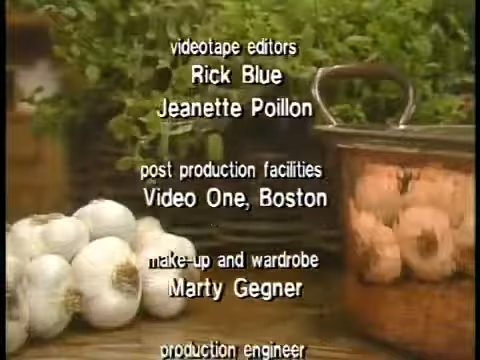 videotape editors
Rick Blue
Jeanette Poillon
post production facilities
Video One, Boston
make-up and wardrobe
Marty Gegner
production engineer